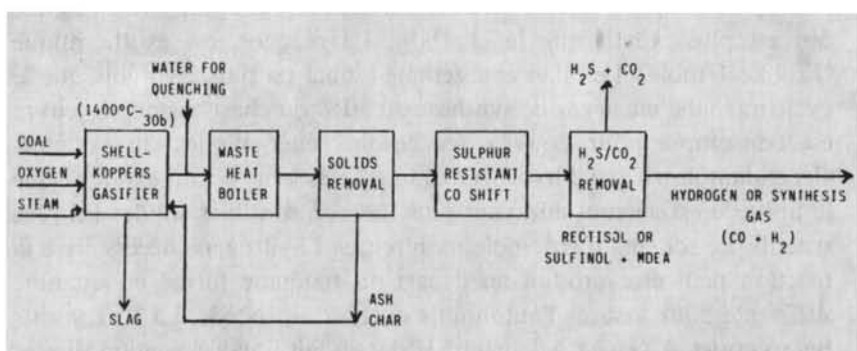 WATER FOR
QUENCHING
H₂S CO₂
(1400°C-
30b)
COAL
OXYGEN
STEAM
SHELL-
KOPPERS
GASIFIER
WASTE
HEAT
BOILER
SOLIDS
REMOVAL
SULPHUR
RESISTANT
CO SHIFT
H₂S/CO₂
REMOVAL
HYDROGEN OR SYNTHESIS
GAS
(CO + H₂)
RECTISOL OR
SULFINOL + MDEA
SLAG
ASH
CHAR